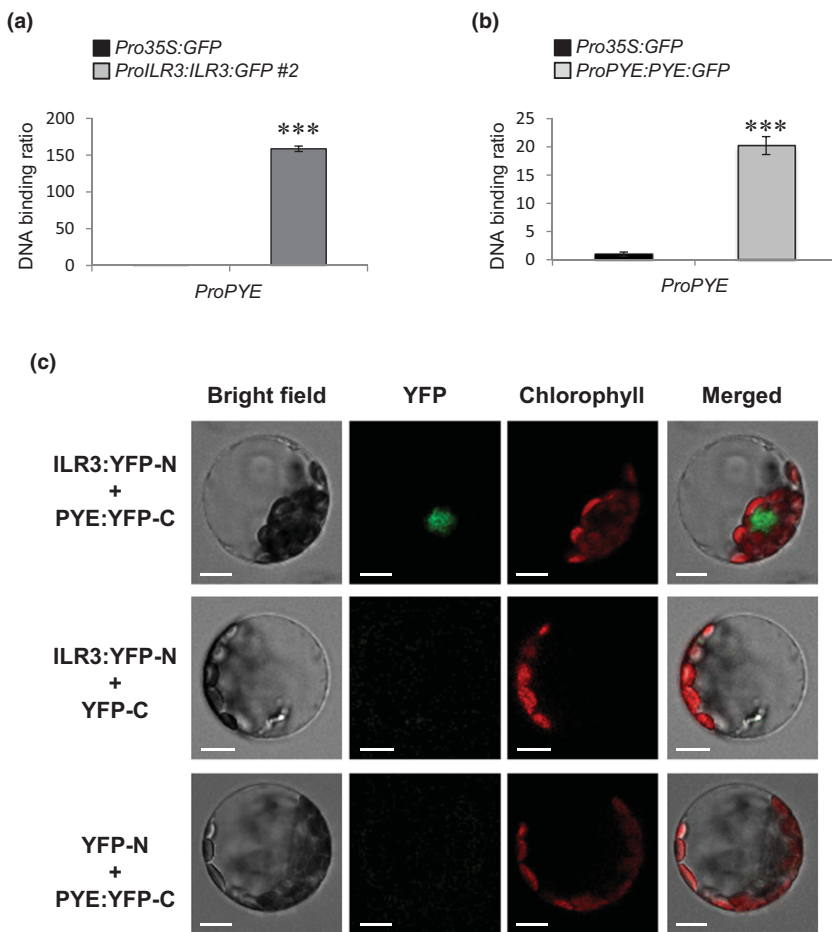 (a)
Pro35S:GFP
ProILR3:ILR3:GFP #2
DNA binding ratio
200
150
100
50
0
***
ProPYE
(b)
Pro35S:GFP
ProPYE:PYE:GFP
DNA binding ratio
25
20
15
10
5
0
***
ProPYE
(c)
Bright field YFP Chlorophyll Merged
ILR3:YFP-N
+
PYE:YFP-C
ILR3:YFP-N
+
YFP-C
YFP-N
+
PYE:YFP-C